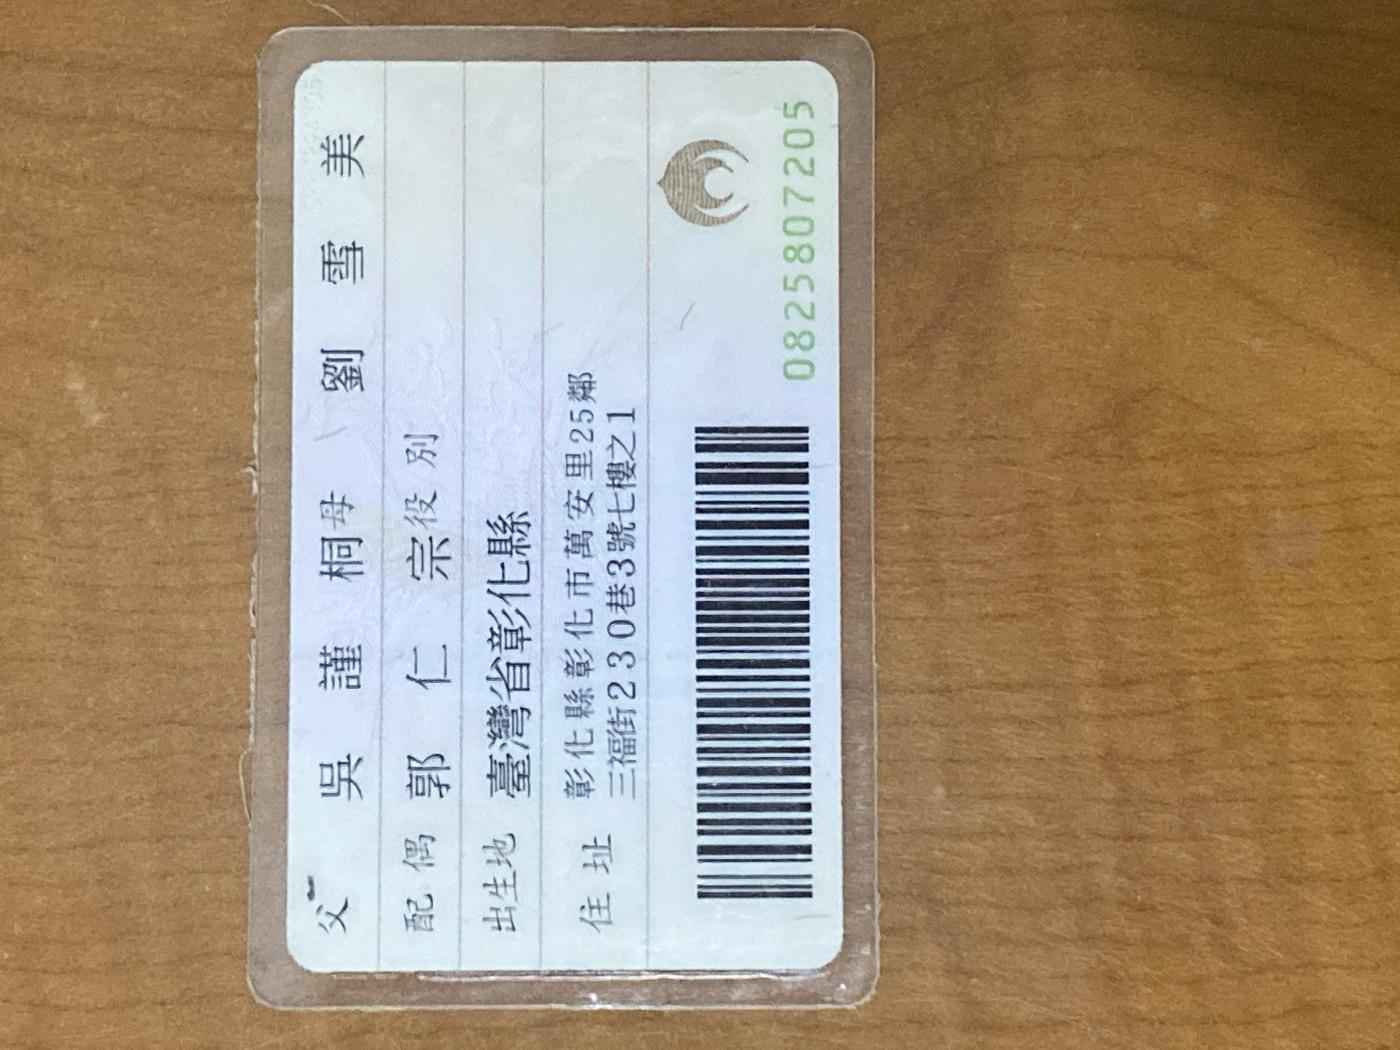 父 吳謹桐 母 劉雪美
配偶 郭仁宗 役別
出生地 臺灣省彰化縣
住址 彰化縣彰化市萬安里25鄰
三福街230巷3號七樓之1
0825807205